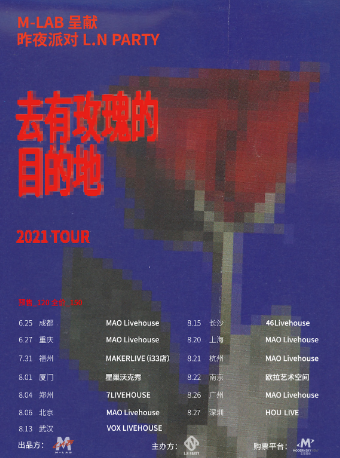 M-LAB 呈献
昨夜派对 L.N PARTY
去有玫瑰的
目的地
2021 TOUR
6.25 成都 MAO Livehouse
6.27 重庆 MAO Livehouse
7.31 福州 MAKERLIVE (i33店)
8.01 厦门 星里沃克秀
8.04 郑州 7LIVEHOUSE
8.06 北京 MAO Livehouse
8.13 武汉 VOX LIVEHOUSE
8.15 长沙 46Livehouse
8.20 上海 MAO Livehouse
8.21 杭州 MAO Livehouse
8.22 南京 欧拉艺术空间
8.26 广州 MAO Livehouse
8.27 深圳 HOU LIVE
出品方：
主办方：
购票平台：